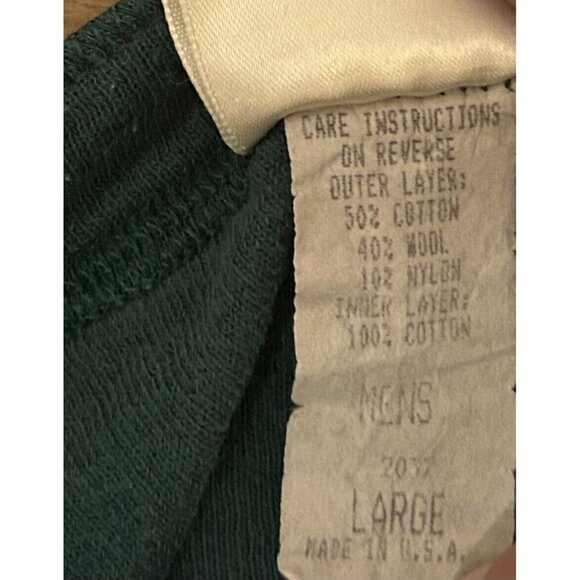 CARE INSTRUCTIONS
ON REVERSE
OUTER LAYER:
50% COTTON
40% WOOL
10% NYLON
INNER LAYER:
100% COTTON
MENS
LARGE
MADE IN U.S.A.